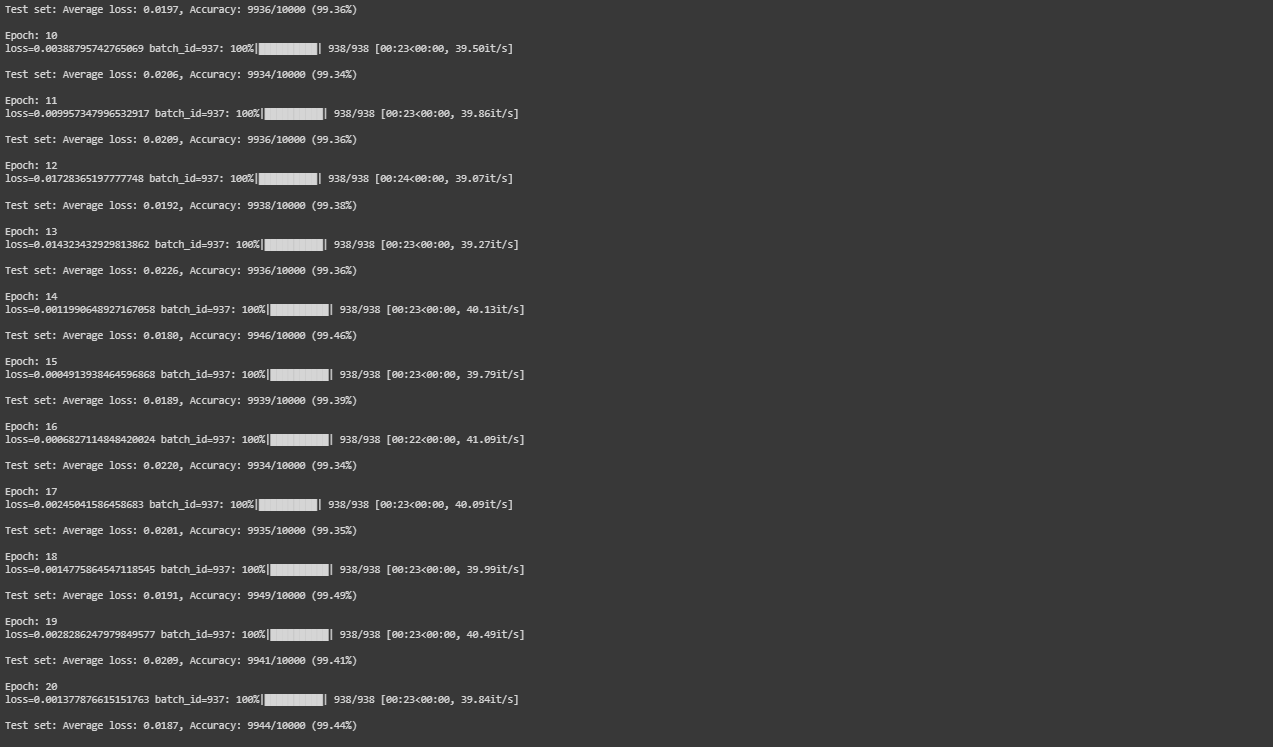 Test set: Average loss: 0.0197, Accuracy: 9936/10000 (99.36%)
Epoch: 10
loss=0.00388795742765069 batch_id=937: 100%|██████████| 938/938 [00:23<00:00, 39.50it/s]
Test set: Average loss: 0.0206, Accuracy: 9934/10000 (99.34%)
Epoch: 11
loss=0.009957347996532917 batch_id=937: 100%|██████████| 938/938 [00:23<00:00, 39.86it/s]
Test set: Average loss: 0.0209, Accuracy: 9936/10000 (99.36%)
Epoch: 12
loss=0.01728365197777748 batch_id=937: 100%|██████████| 938/938 [00:24<00:00, 39.07it/s]
Test set: Average loss: 0.0192, Accuracy: 9938/10000 (99.38%)
Epoch: 13
loss=0.014323432929813862 batch_id=937: 100%|██████████| 938/938 [00:23<00:00, 39.27it/s]
Test set: Average loss: 0.0226, Accuracy: 9936/10000 (99.36%)
Epoch: 14
loss=0.0011990648927167058 batch_id=937: 100%|██████████| 938/938 [00:23<00:00, 40.13it/s]
Test set: Average loss: 0.0180, Accuracy: 9946/10000 (99.46%)
Epoch: 15
loss=0.0004913938464596868 batch_id=937: 100%|██████████| 938/938 [00:23<00:00, 39.79it/s]
Test set: Average loss: 0.0189, Accuracy: 9939/10000 (99.39%)
Epoch: 16
loss=0.0006827114848420024 batch_id=937: 100%|██████████| 938/938 [00:22<00:00, 41.09it/s]
Test set: Average loss: 0.0220, Accuracy: 9934/10000 (99.34%)
Epoch: 17
loss=0.00245041586458683 batch_id=937: 100%|██████████| 938/938 [00:23<00:00, 40.09it/s]
Test set: Average loss: 0.0201, Accuracy: 9935/10000 (99.35%)
Epoch: 18
loss=0.0014775864547118545 batch_id=937: 100%|██████████| 938/938 [00:23<00:00, 39.99it/s]
Test set: Average loss: 0.0191, Accuracy: 9949/10000 (99.49%)
Epoch: 19
loss=0.0028286247979849577 batch_id=937: 100%|██████████| 938/938 [00:23<00:00, 40.49it/s]
Test set: Average loss: 0.0209, Accuracy: 9941/10000 (99.41%)
Epoch: 20
loss=0.001377876615151763 batch_id=937: 100%|██████████| 938/938 [00:23<00:00, 39.84it/s]
Test set: Average loss: 0.0187, Accuracy: 9944/10000 (99.44%)